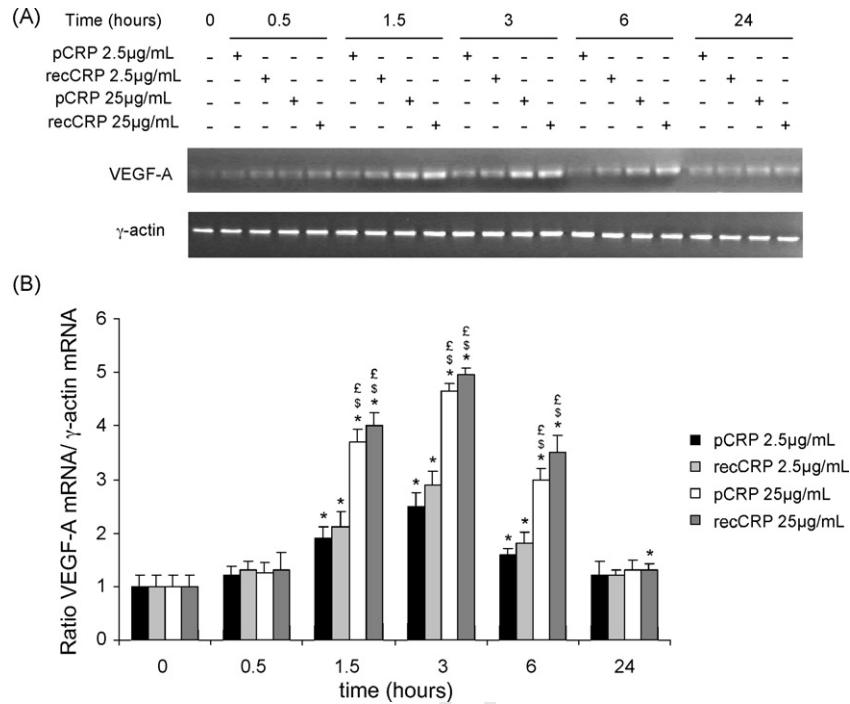 (A)
Time (hours) 0 0.5 1.5 3 6 24
pCRP 2.5µg/mL - + - - - + - - - + - - - + - - - + - - -
recCRP 2.5µg/mL - - + - - - + - - - + - - - + - - - + - -
pCRP 25µg/mL - - - + - - - + - - - + - - - + - - - + -
recCRP 25µg/mL - - - - + - - - + - - - + - - - + - - - +
VEGF-A
γ-actin
(B)
Ratio VEGF-A mRNA/ γ-actin mRNA
6
5
4
3
2
1
0
* * £ $ * £ $ *
* * £ $ * £ $ *
* * £ $ * £ $ *
*
0 0.5 1.5 3 6 24
time (hours)
pCRP 2.5µg/mL
recCRP 2.5µg/mL
pCRP 25µg/mL
recCRP 25µg/mL